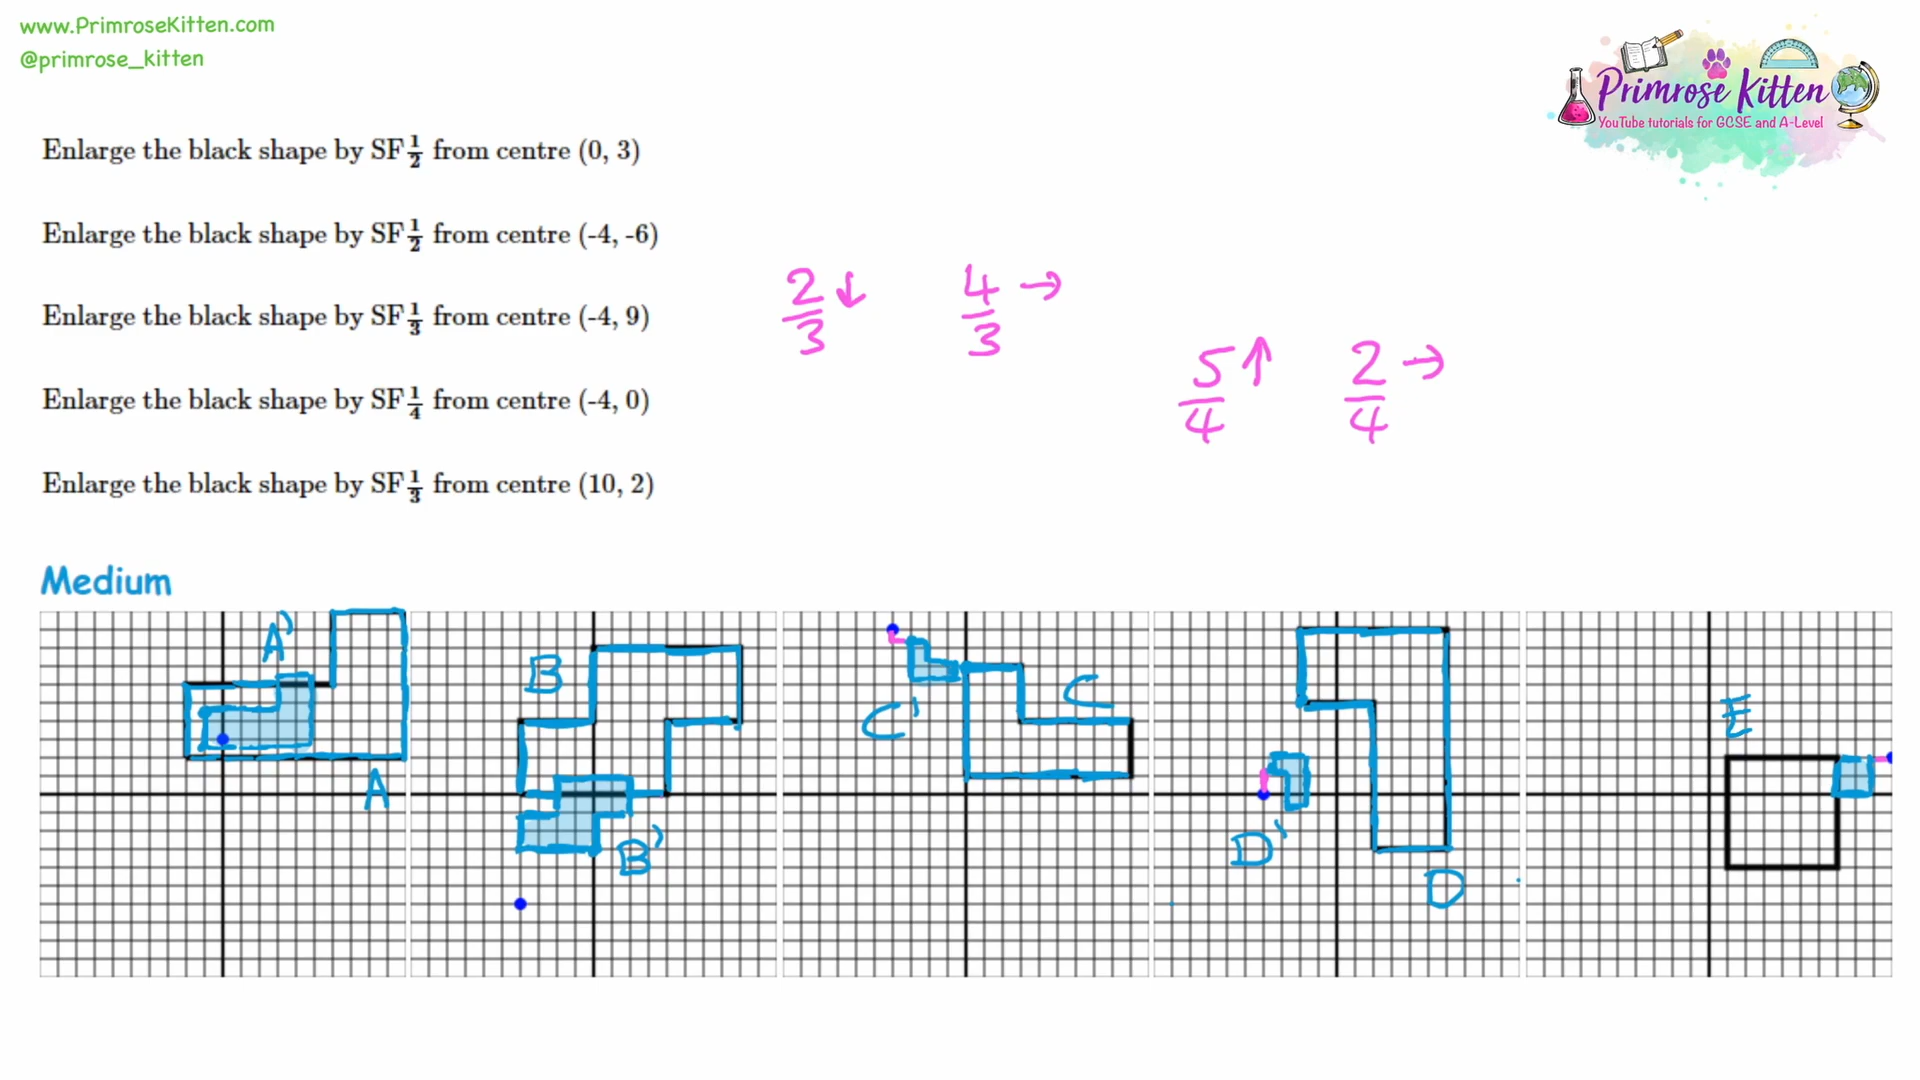 www.PrimroseKitten.com
@primrose_kitten
Primrose Kitten
YouTube tutorials for GCSE and A-Level
Enlarge the black shape by SF 1/2 from centre (0, 3)
Enlarge the black shape by SF 1/2 from centre (-4, -6)
Enlarge the black shape by SF 1/3 from centre (-4, 9)
Enlarge the black shape by SF 1/4 from centre (-4, 0)
Enlarge the black shape by SF 1/3 from centre (10, 2)
2/3 ↓ 4/3 →
5/4 ↑ 2/4 →
Medium
A' B C' C E
A B' D' D